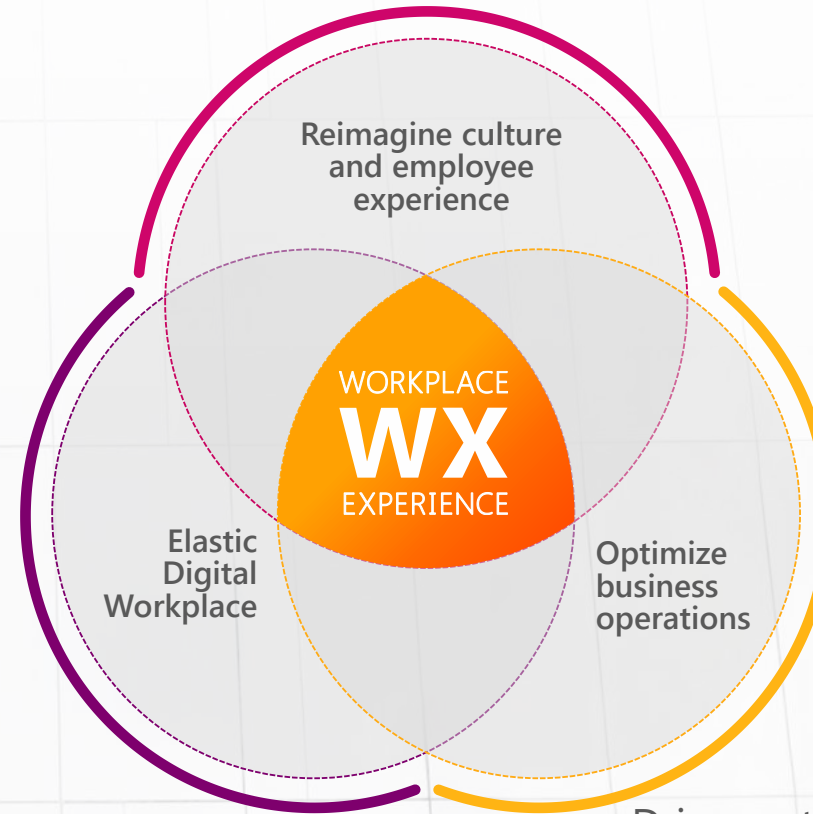 Reimagine culture
and employee
experience
WORKPLACE
WX
EXPERIENCE
Elastic
Digital
Workplace
Optimize
business
operations